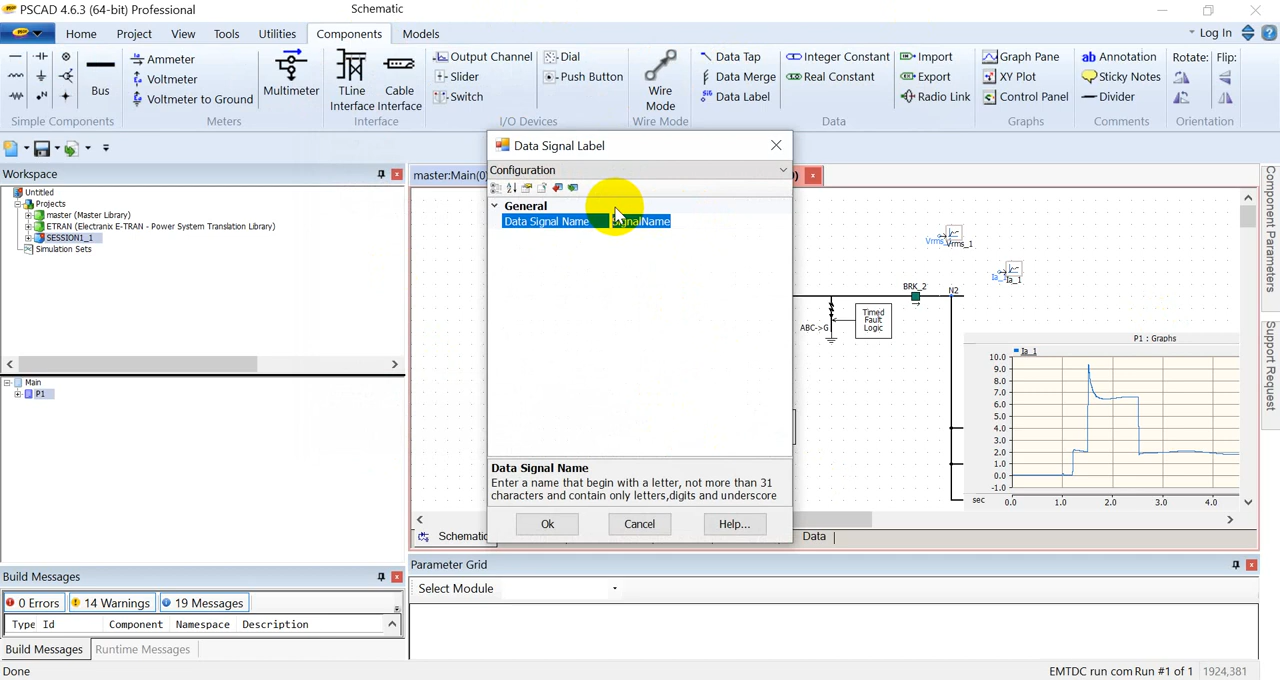 PSCAD 4.6.3 (64-bit) Professional
Schematic
Home Project View Tools Utilities Components Models
Log In
Ammeter
Voltmeter
Voltmeter to Ground
Bus
Multimeter
TLine Interface
Cable Interface
Output Channel
Slider
Switch
Dial
Push Button
Wire Mode
Data Tap
Data Merge
Data Label
Integer Constant
Real Constant
Import
Export
Radio Link
Graph Pane
XY Plot
Control Panel
Annotation
Sticky Notes
Divider
Rotate: Flip:
Simple Components Meters Interface I/O Devices Wire Mode Data Graphs Comments Orientation
Workspace
Untitled
Projects
master (Master Library)
ETRAN (Electranix E-TRAN - Power System Translation Library)
SESSION1_1
Simulation Sets
Main
P1
master:Main(0)
Data Signal Label
Configuration
General
Data Signal Name
Data Signal Name
Enter a name that begin with a letter, not more than 31
characters and contain only letters,digits and underscore
Ok Cancel Help...
Vrms_1
Ia_1
BRK_2
N2
ABC->G
Timed
Fault
Logic
P1 : Graphs
Ia_1
10.0
9.0
8.0
7.0
6.0
5.0
4.0
3.0
2.0
1.0
0.0
-1.0
sec 0.0 1.0 2.0 3.0 4.0
Schematic
Data
Component Parameters
Support Request
Build Messages
0 Errors 14 Warnings 19 Messages
Type Id Component Namespace Description
Build Messages Runtime Messages
Parameter Grid
Select Module
Done
EMTDC run com Run #1 of 1 1924,381